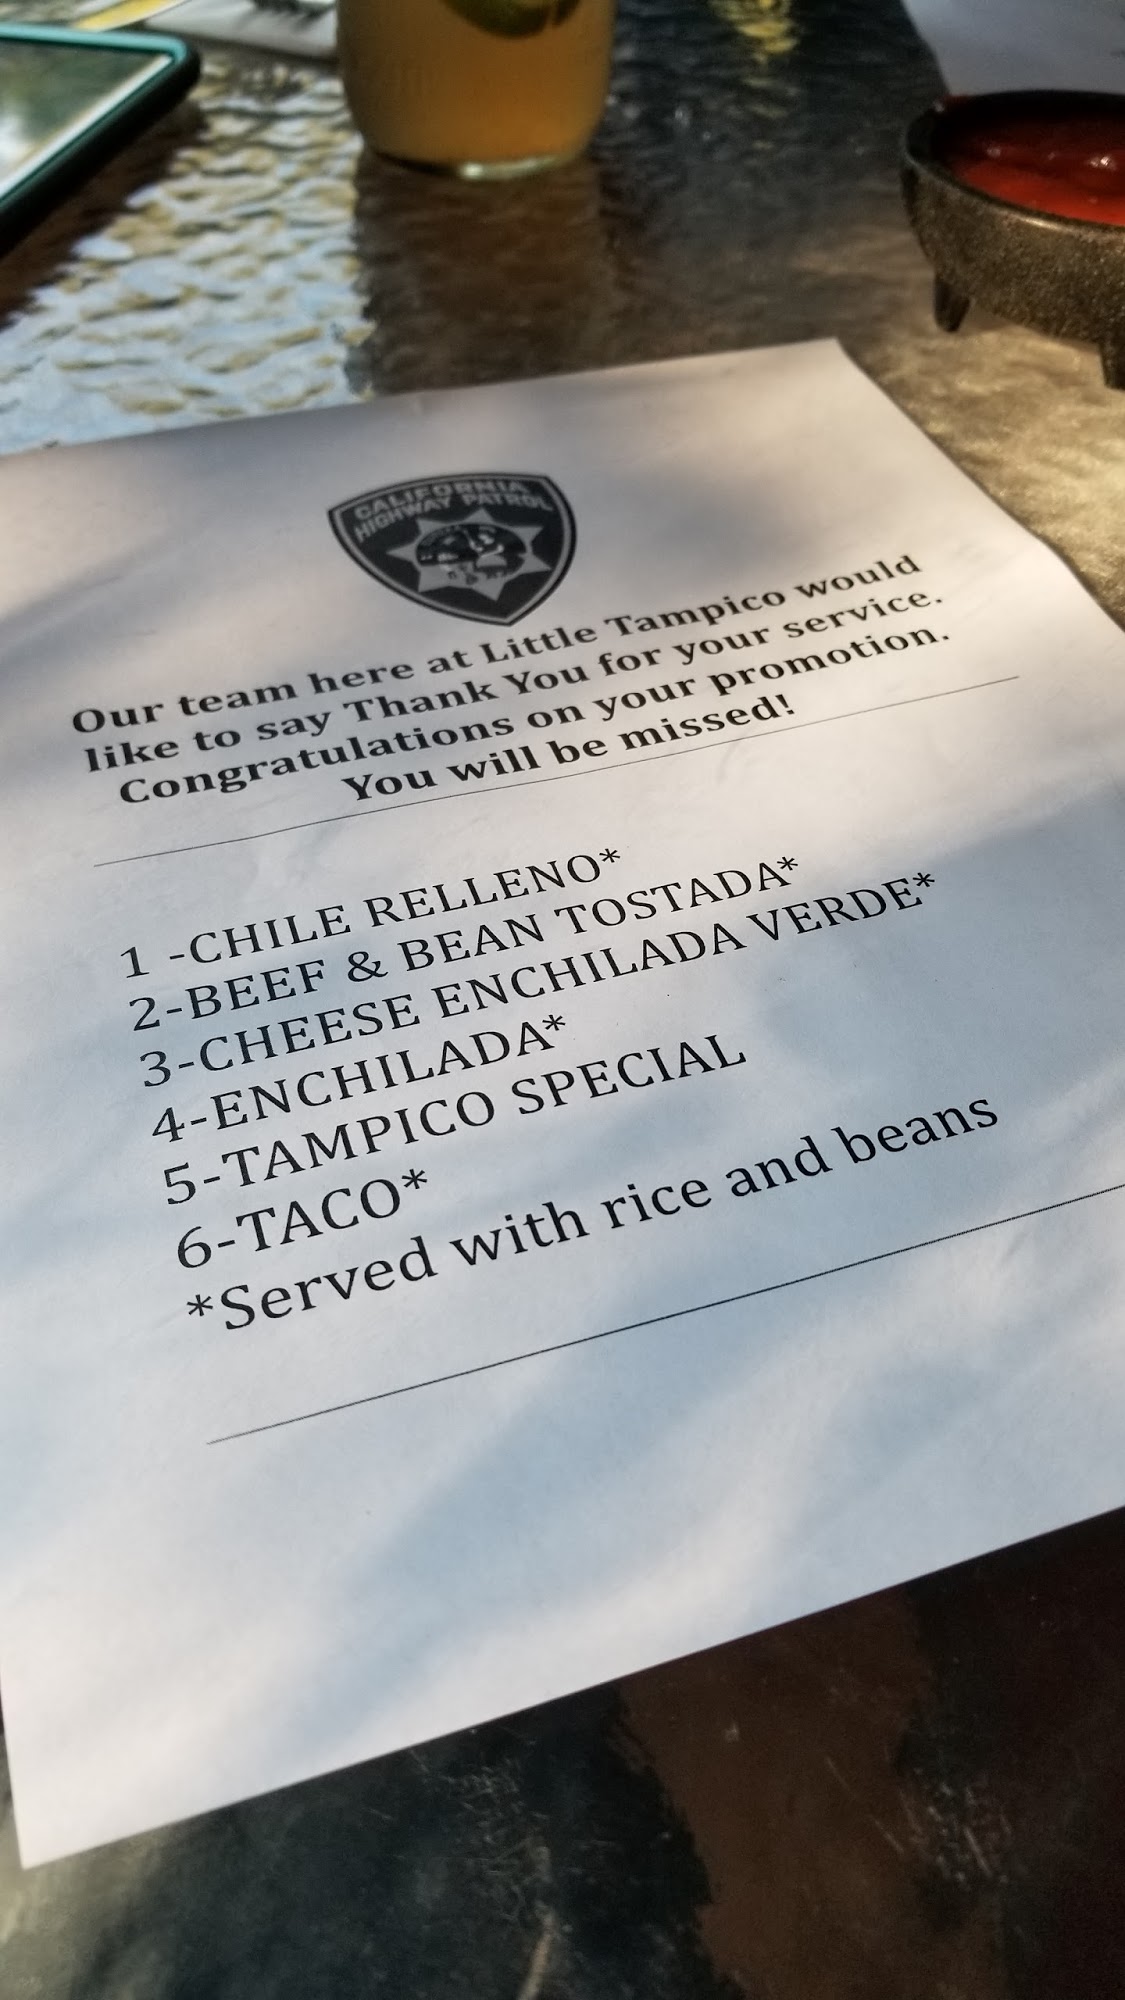 CALIFORNIA
HIGHWAY PATROL
Our team here at Little Tampico would
like to say Thank You for your service.
Congratulations on your promotion.
You will be missed!
1 -CHILE RELLENO*
2-BEEF & BEAN TOSTADA*
3-CHEESE ENCHILADA VERDE*
4-ENCHILADA*
5-TAMPICO SPECIAL
6-TACO*
*Served with rice and beans